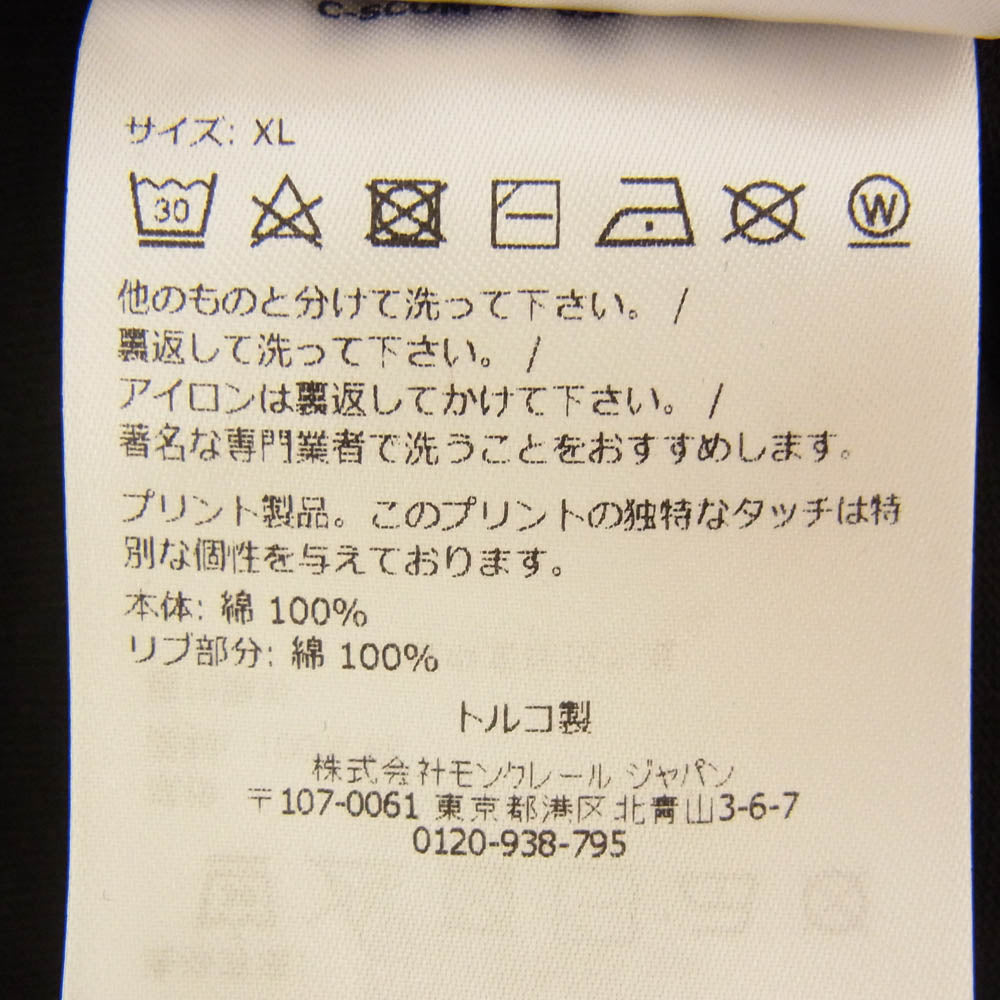 サイズ: XL
30
W
他のものと分けて洗って下さい。 /
裏返して洗って下さい。 /
アイロンは裏返してかけて下さい。 /
著名な専門業者で洗うことをおすすめします。
プリント製品。このプリントの独特なタッチは特
別な個性を与えております。
本体: 綿 100%
リブ部分: 綿 100%
トルコ製
株式会社モンクレール ジャパン
〒107-0061 東京都港区北青山3-6-7
0120-938-795